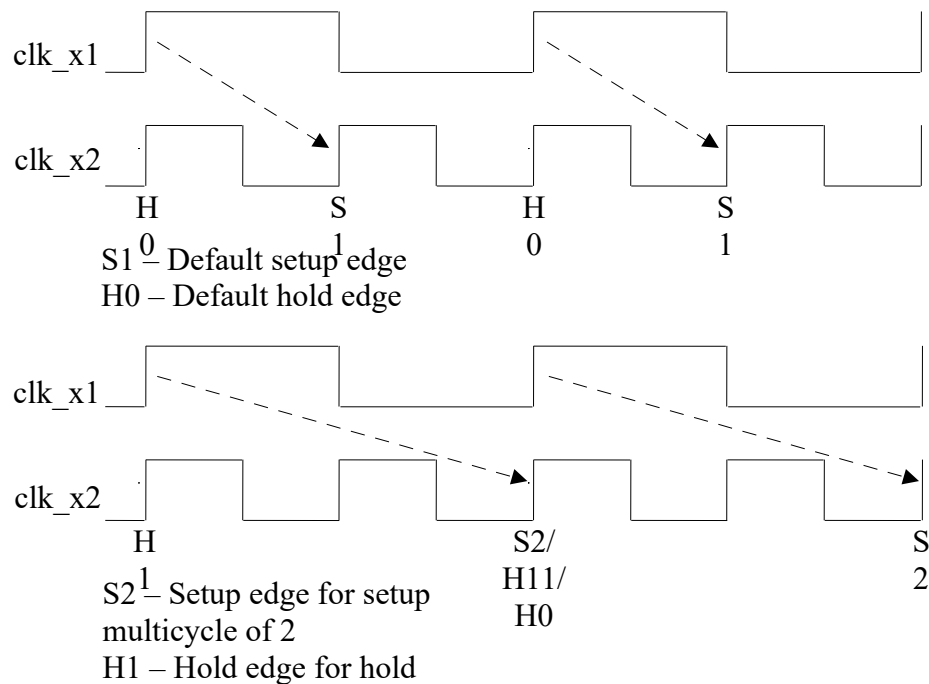 clk_x1
clk_x2
H S H S
0 1 0 1
S1 – Default setup edge
H0 – Default hold edge
clk_x1
clk_x2
H S2/ S
1 H11/ 2
H0
S2 – Setup edge for setup
multicycle of 2
H1 – Hold edge for hold